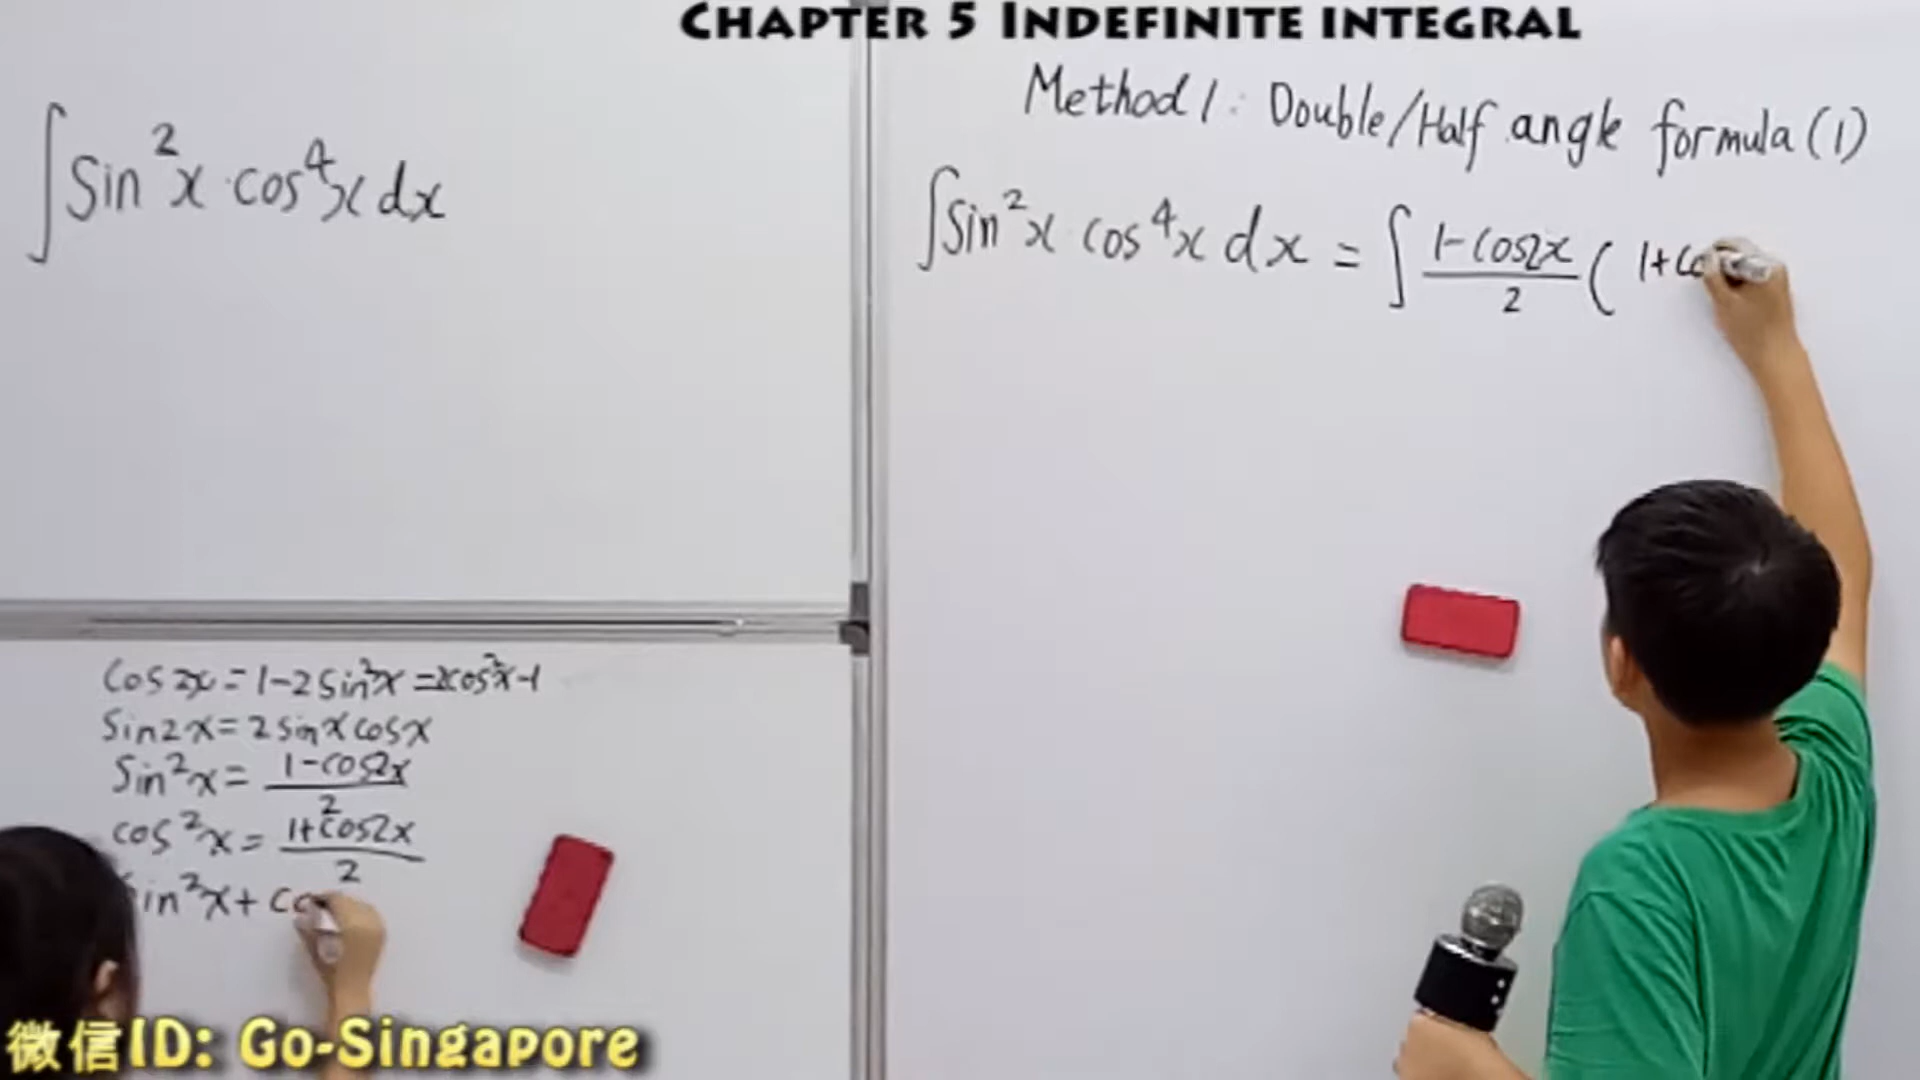 CHAPTER 5 INDEFINITE INTEGRAL
∫Sin²x·cos⁴x dx
Method 1: Double/Half angle formula (1)
∫Sin²x cos⁴x dx = ∫ (1-cos2x)/2 ( 1+co
cos2x = 1-2sin²x = 2cos²x-1
Sin2x = 2sinxcosx
Sin²x = (1-cos2x)/2
cos²x = (1+cos2x)/2
in²x + co
微信ID: Go-Singapore